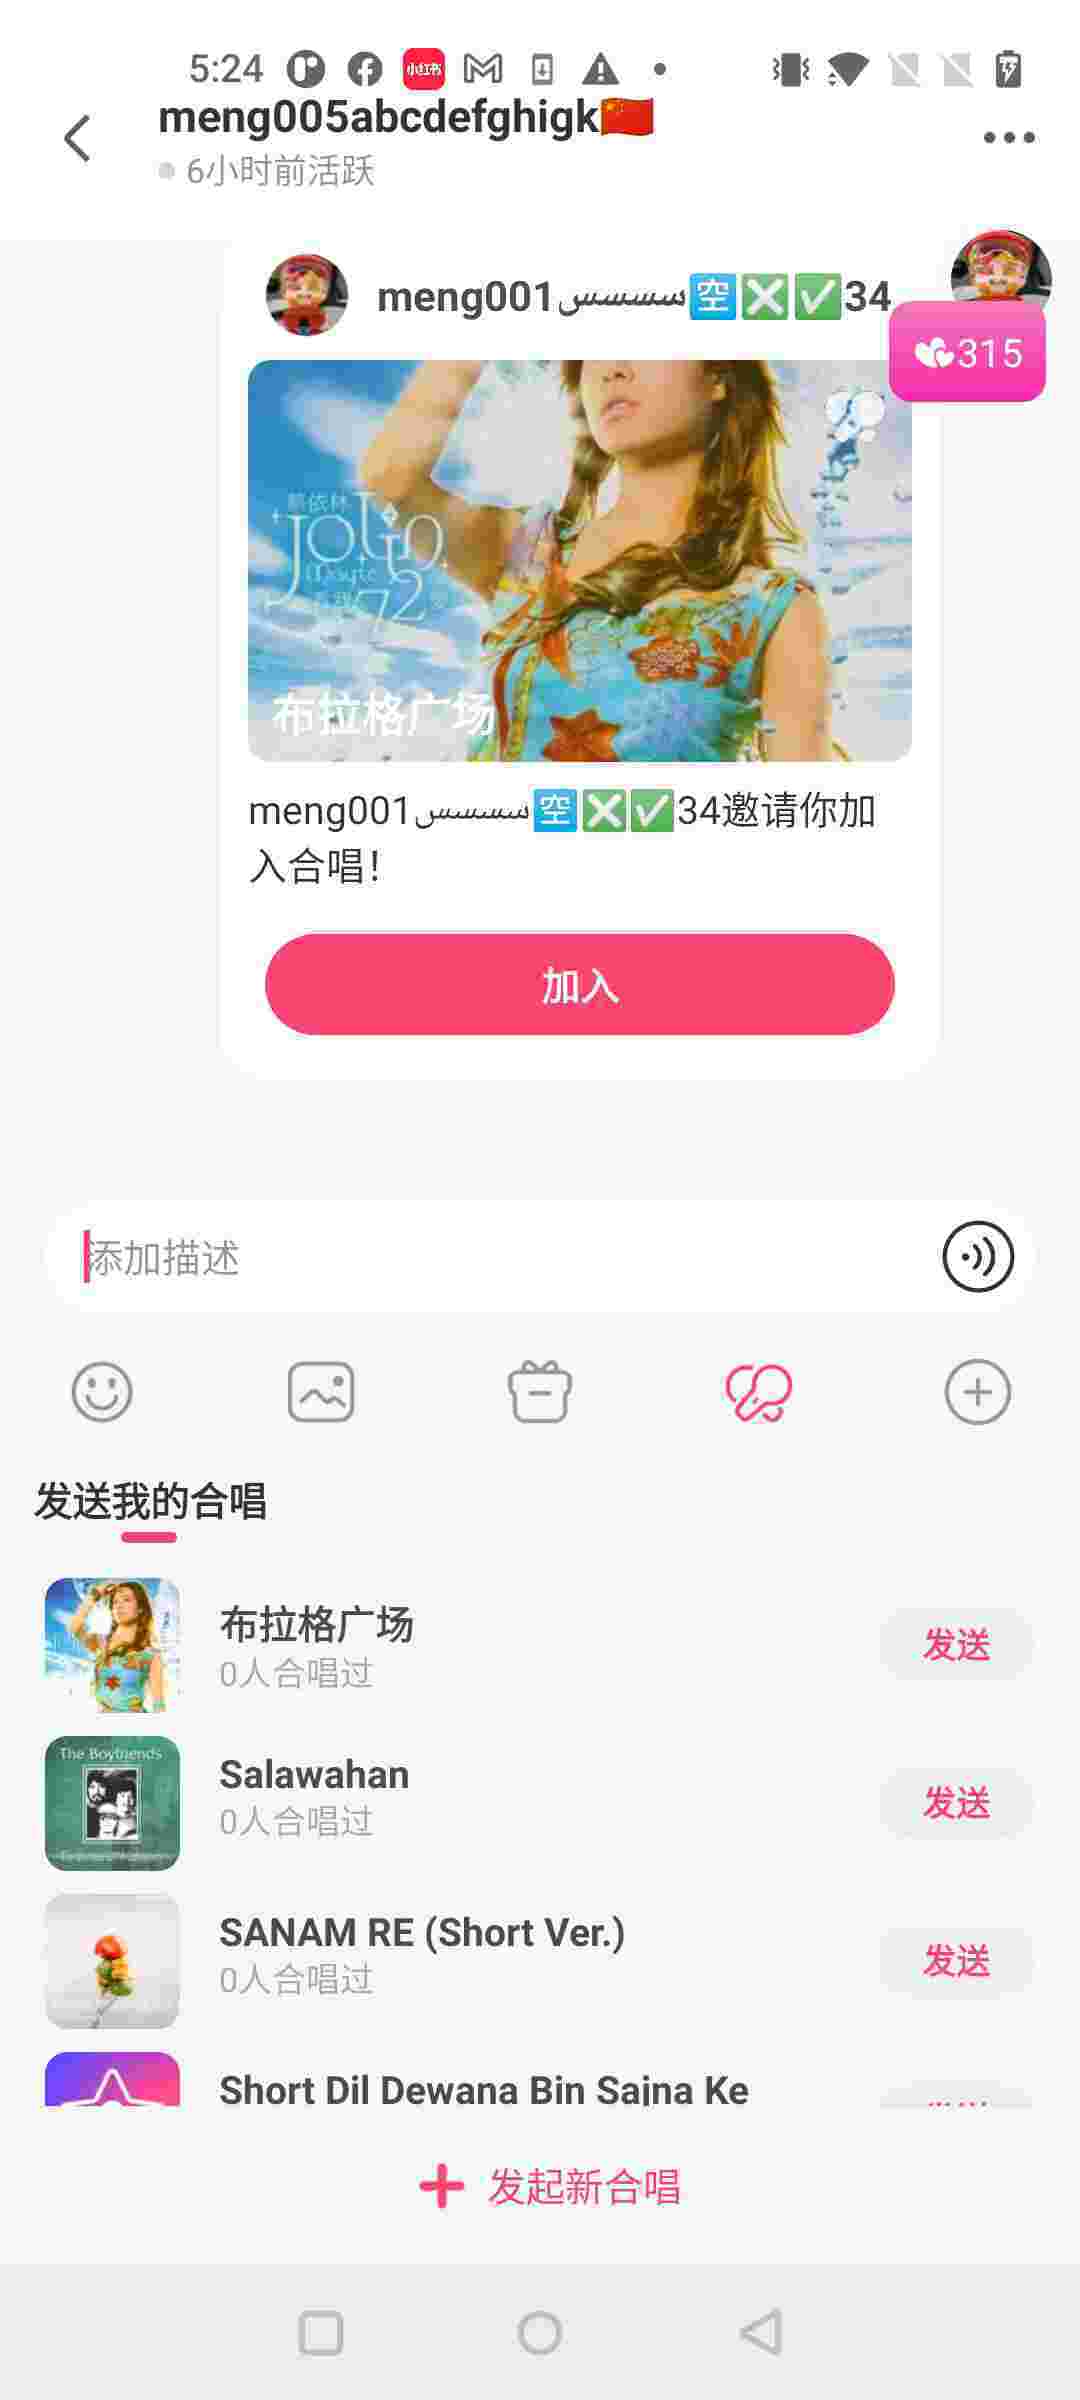 5:24
小红书
meng005abcdefghigk🇨🇳
6小时前活跃
meng001سسسس🈳❎✅34
315
蔡依林
Jolin
72
布拉格广场
meng001سسسس🈳❎✅34邀请你加
入合唱！
加入
添加描述
发送我的合唱
布拉格广场
0人合唱过
发送
The Boyfriends
Salawahan
0人合唱过
发送
SANAM RE (Short Ver.)
0人合唱过
发送
Short Dil Dewana Bin Sajna Ke
发起新合唱